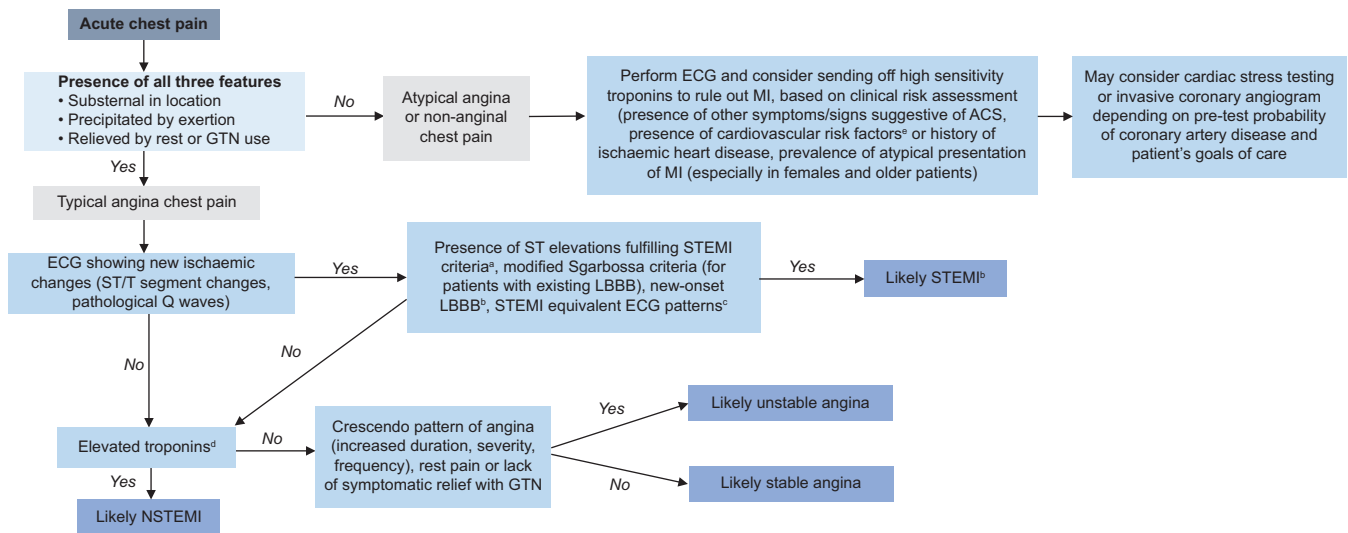 Acute chest pain
Presence of all three features
• Substernal in location
• Precipitated by exertion
• Relieved by rest or GTN use
No
Atypical angina
or non-anginal
chest pain
Perform ECG and consider sending off high sensitivity
troponins to rule out MI, based on clinical risk assessment
(presence of other symptoms/signs suggestive of ACS,
presence of cardiovascular risk factorsᵉ or history of
ischaemic heart disease, prevalence of atypical presentation
of MI (especially in females and older patients)
May consider cardiac stress testing
or invasive coronary angiogram
depending on pre-test probability
of coronary artery disease and
patient's goals of care
Yes
Typical angina chest pain
ECG showing new ischaemic
changes (ST/T segment changes,
pathological Q waves)
Yes
Presence of ST elevations fulfilling STEMI
criteriaᵃ, modified Sgarbossa criteria (for
patients with existing LBBB), new-onset
LBBBᵇ, STEMI equivalent ECG patternsᶜ
Yes
Likely STEMIᵇ
No
No
Elevated troponinsᵈ
No
Crescendo pattern of angina
(increased duration, severity,
frequency), rest pain or lack
of symptomatic relief with GTN
Yes
Likely unstable angina
No
Likely stable angina
Yes
Likely NSTEMI